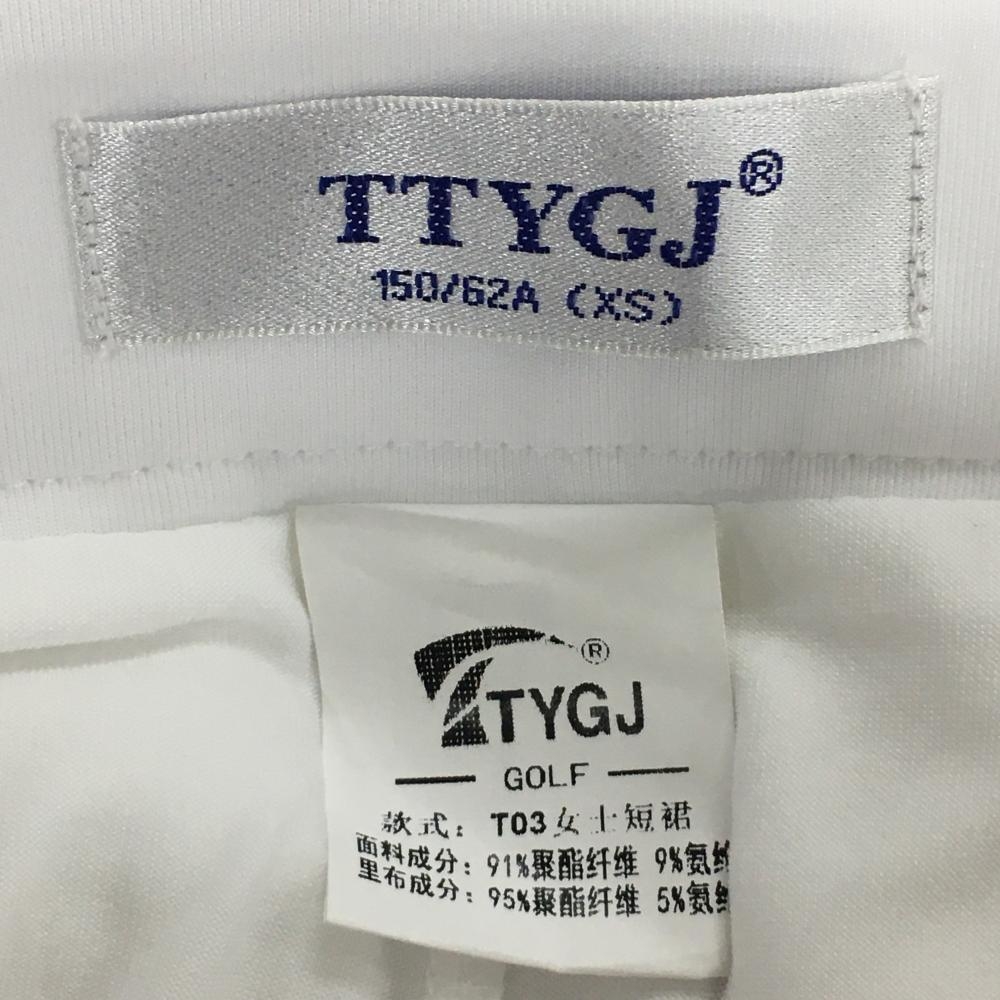 TTYGJ®
150/62A (XS)
TTYGJ®
GOLF
款式: T03女士短裙
面料成分: 91%聚酯纤维 9%氨纶
里布成分: 95%聚酯纤维 5%氨纶